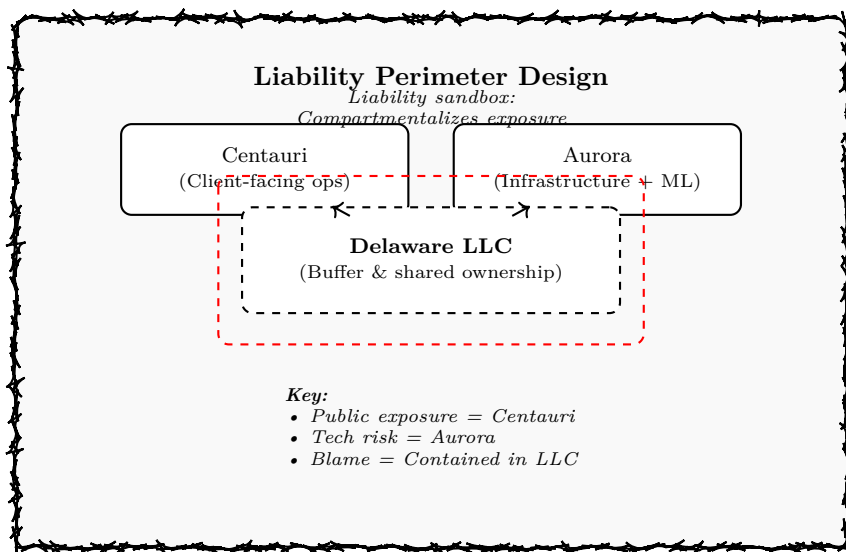 Liability Perimeter Design
Liability sandbox:
Compartmentalizes exposure
Centauri
(Client-facing ops)
Aurora
(Infrastructure + ML)
Delaware LLC
(Buffer & shared ownership)
Key:
• Public exposure = Centauri
• Tech risk = Aurora
• Blame = Contained in LLC